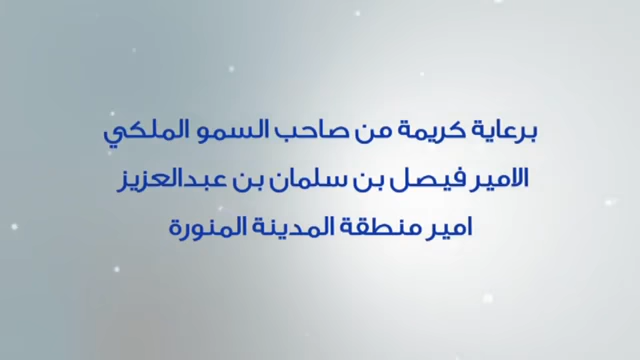 برعاية كريمة من صاحب السمو الملكي
الامير فيصل بن سلمان بن عبدالعزيز
امير منطقة المدينة المنورة